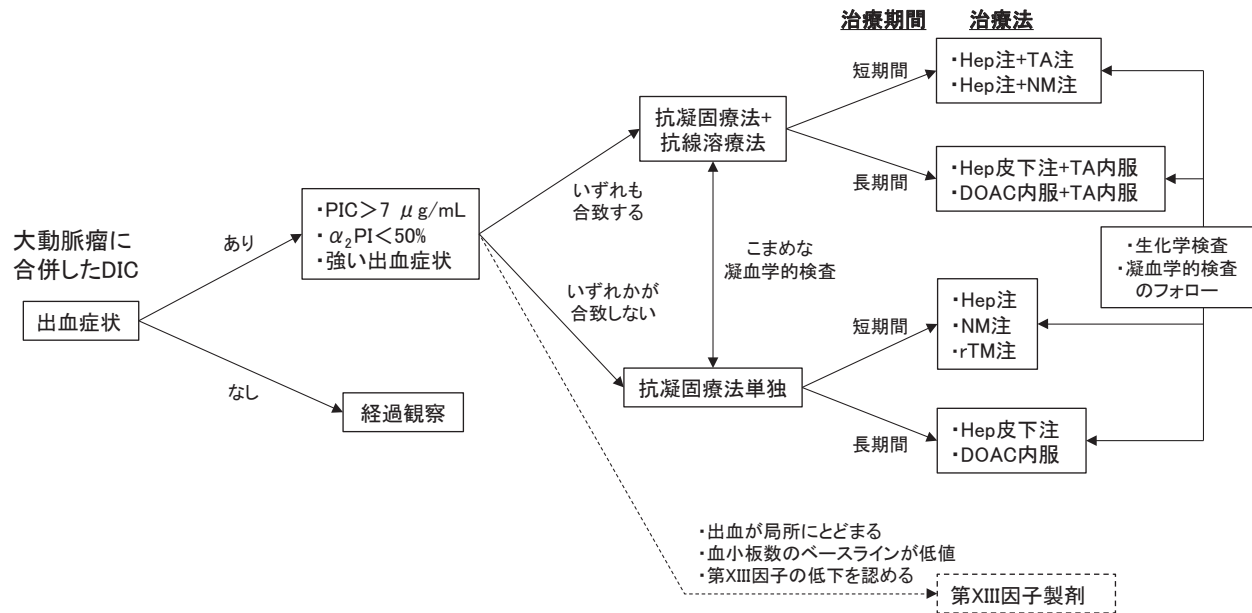 治療期間
治療法
大動脈瘤に
合併したDIC
出血症状
あり
なし
・PIC>7 μg/mL
・α₂PI<50%
・強い出血症状
経過観察
いずれも
合致する
いずれかが
合致しない
抗凝固療法+
抗線溶療法
こまめな
凝血学的検査
抗凝固療法単独
短期間
・Hep注+TA注
・Hep注+NM注
長期間
・Hep皮下注+TA内服
・DOAC内服+TA内服
短期間
・Hep注
・NM注
・rTM注
長期間
・Hep皮下注
・DOAC内服
・生化学検査
・凝血学的検査
のフォロー
・出血が局所にとどまる
・血小板数のベースラインが低値
・第XIII因子の低下を認める
第XIII因子製剤